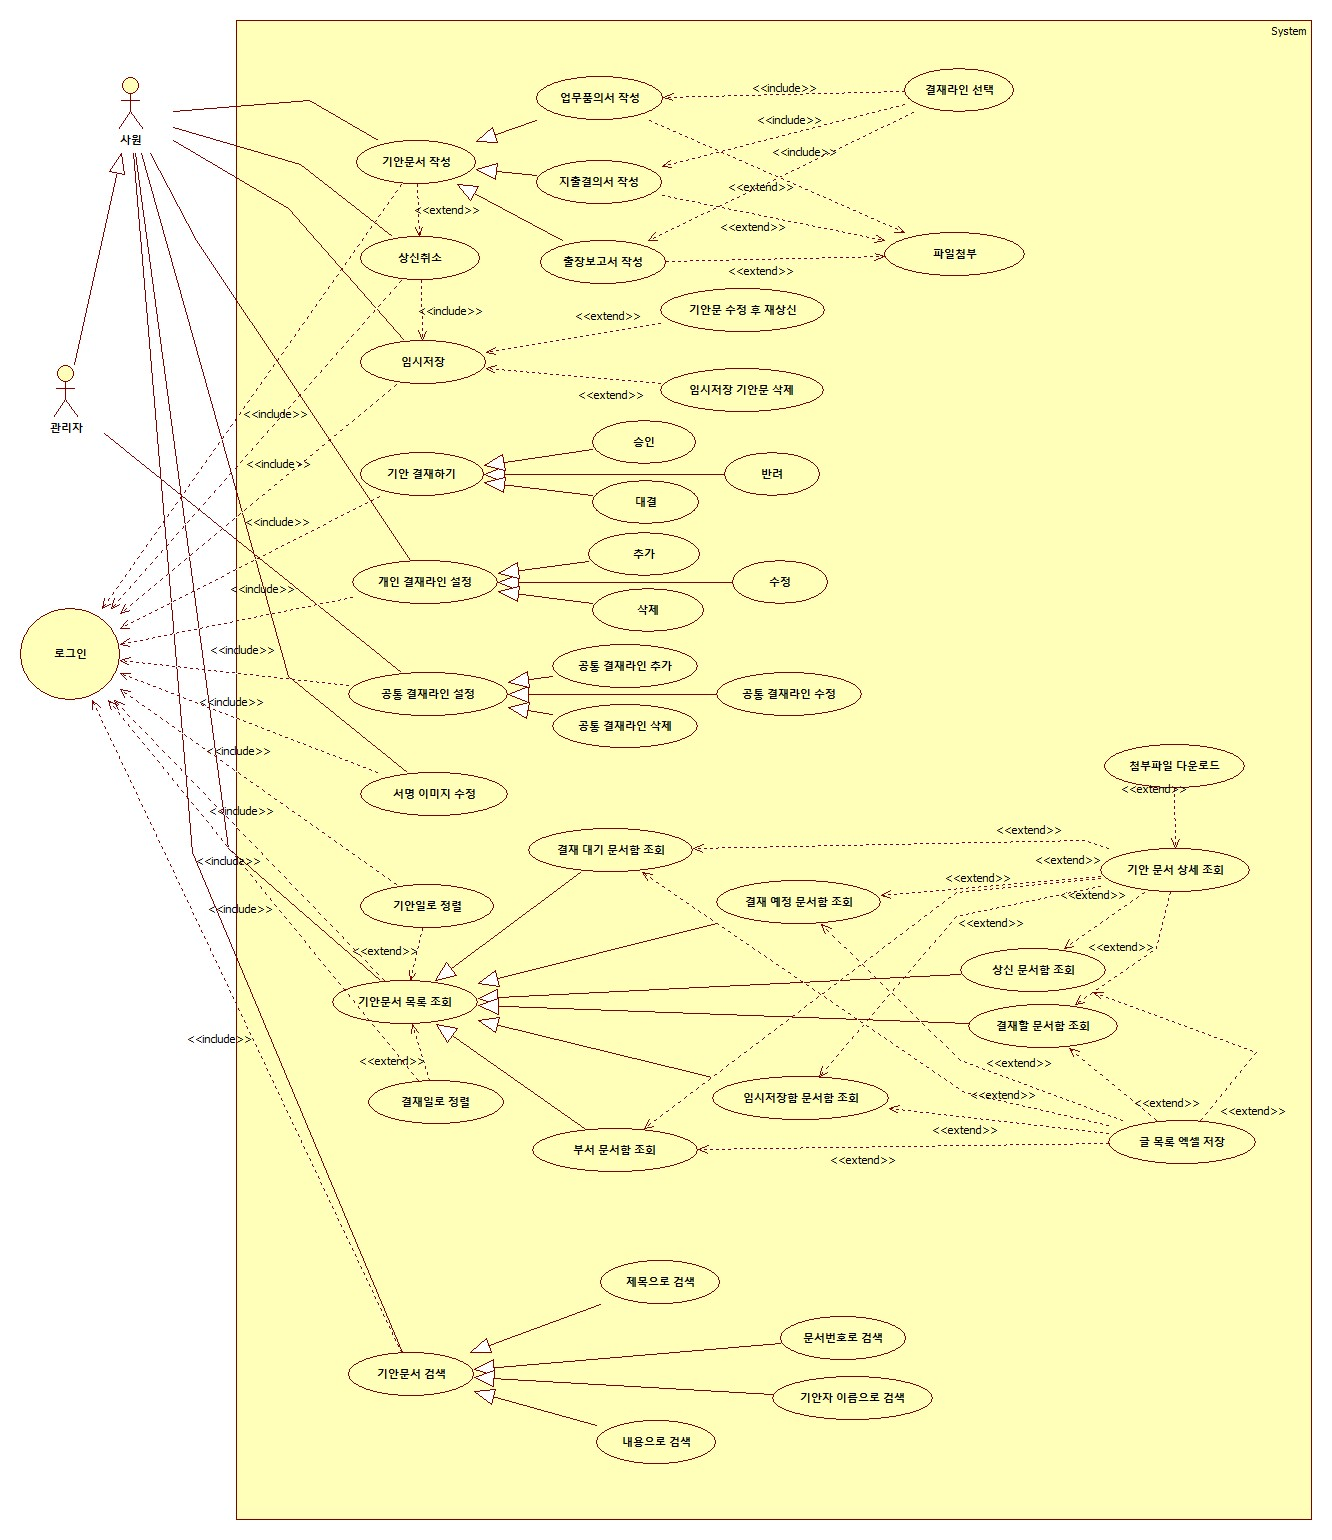 System
사원
업무품의서 작성
<<include>>
결재라인 선택
<<include>>
기안문서 작성
<<include>>
지출결의서 작성
<<extend>>
<<extend>>
<<extend>>
상신취소
출장보고서 작성
파일첨부
<<extend>>
<<include>>
<<extend>>
기안문 수정 후 재상신
임시저장
<<extend>>
임시저장 기안문 삭제
관리자
<<include>>
승인
<<include>>
기안 결재하기
반려
대결
<<include>>
추가
<<include>>
개인 결재라인 설정
수정
삭제
로그인
<<include>>
공통 결재라인 추가
<<include>>
공통 결재라인 설정
공통 결재라인 수정
공통 결재라인 삭제
<<include>>
첨부파일 다운로드
<<extend>>
서명 이미지 수정
<<include>>
<<extend>>
결재 대기 문서함 조회
<<include>>
<<extend>>
기안 문서 상세 조회
<<extend>>
<<extend>>
<<include>>
기안일로 정렬
결재 예정 문서함 조회
<<extend>>
<<extend>>
상신 문서함 조회
기안문서 목록 조회
결재할 문서함 조회
<<include>>
<<extend>>
<<extend>>
<<extend>>
결재일로 정렬
임시저장함 문서함 조회
<<extend>>
<<extend>>
<<extend>>
부서 문서함 조회
글 목록 엑셀 저장
<<extend>>
제목으로 검색
문서번호로 검색
기안문서 검색
기안자 이름으로 검색
내용으로 검색